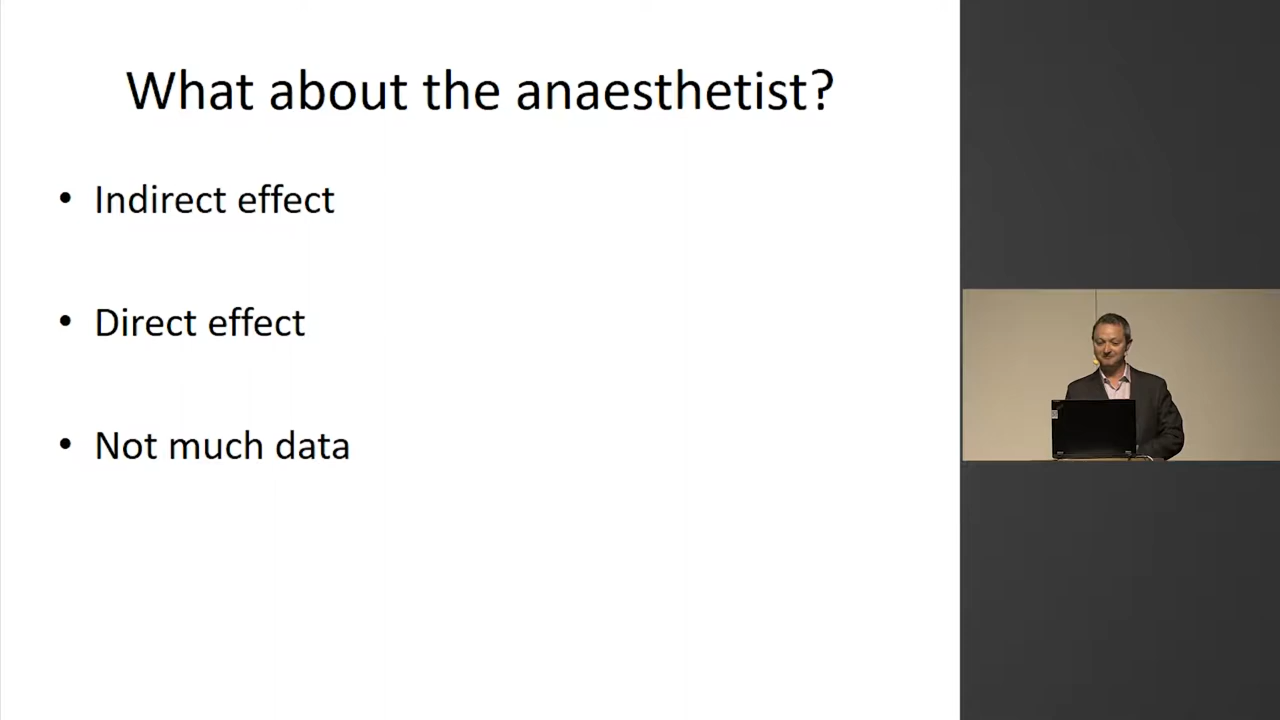 What about the anaesthetist?
• Indirect effect
• Direct effect
• Not much data